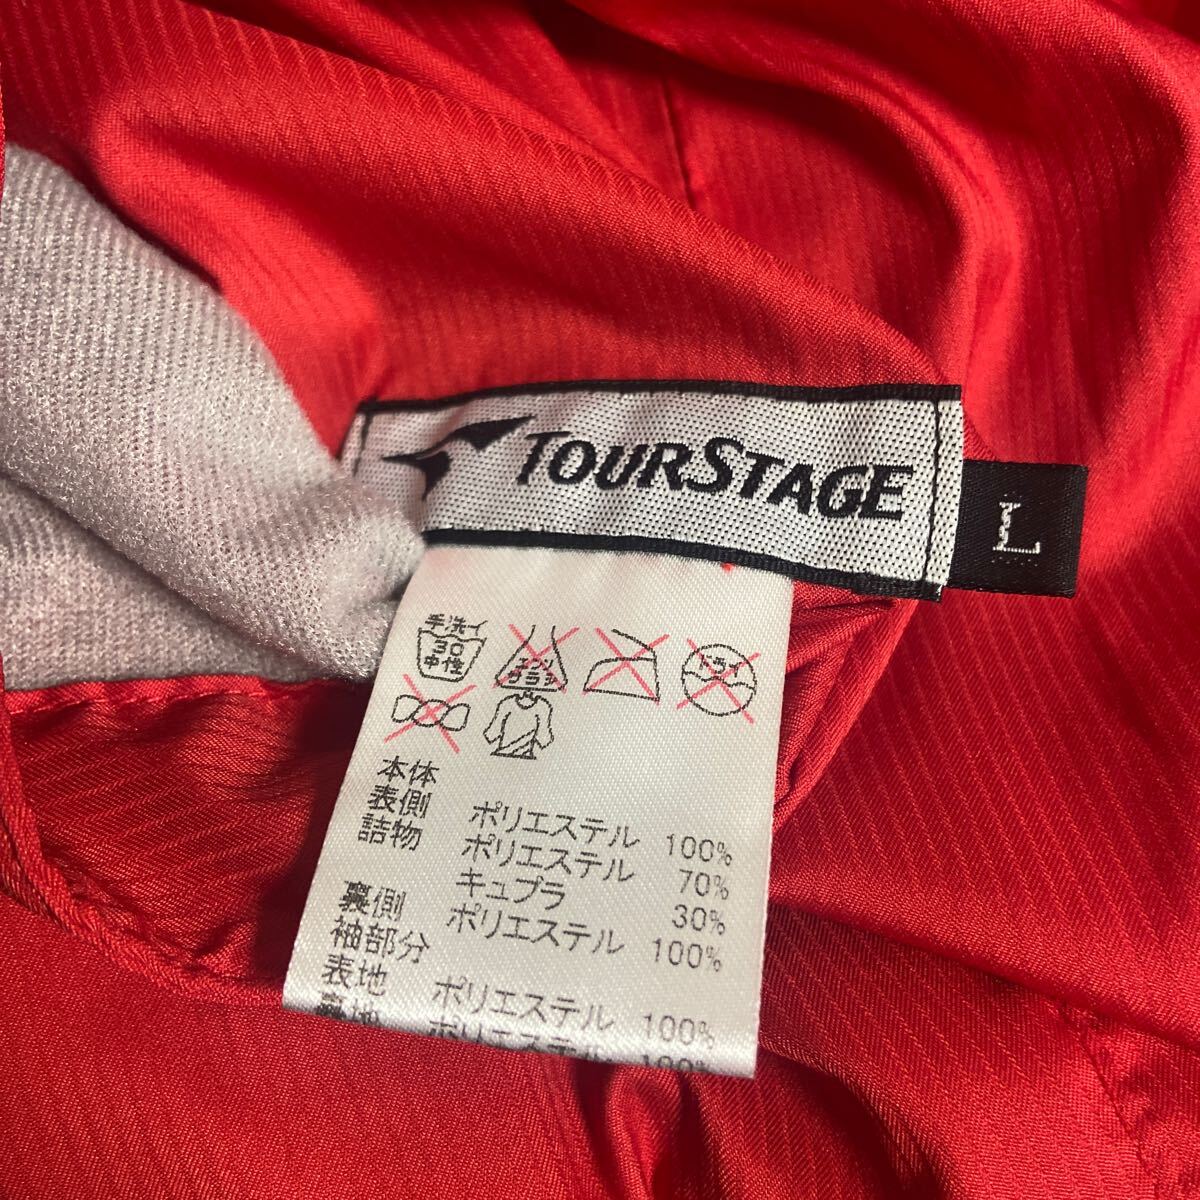 TOURSTAGE
L
手洗イ
30
中性
エンソ
サラシ
ドライ
本体
表側 ポリエステル 100%
詰物 ポリエステル 70%
キュプラ 30%
裏側 ポリエステル 100%
袖部分
表地 ポリエステル 100%
裏地 ポリエステル 100%